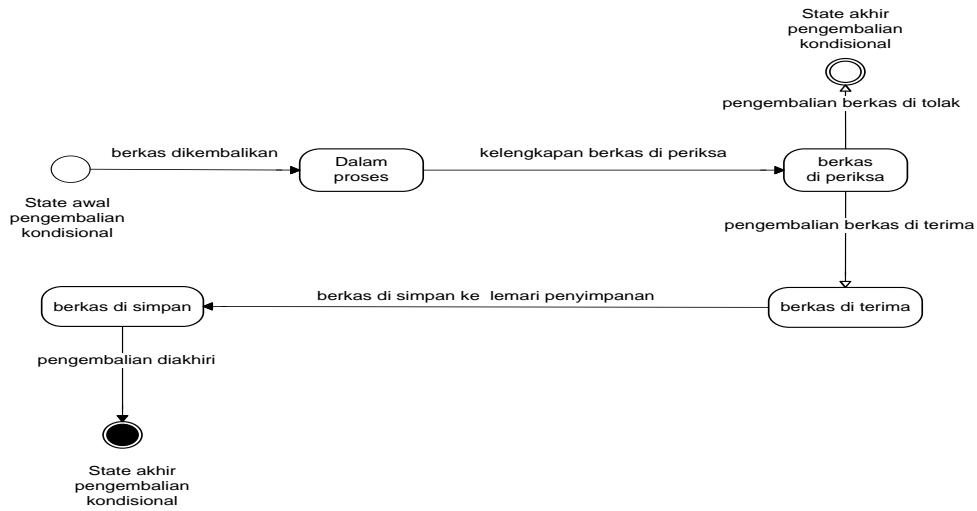 State akhir
pengembalian
kondisional
pengembalian berkas di tolak
berkas dikembalikan
Dalam
proses
kelengkapan berkas di periksa
berkas
di periksa
State awal
pengembalian
kondisional
pengembalian berkas di terima
berkas di simpan
berkas di simpan ke lemari penyimpanan
berkas di terima
pengembalian diakhiri
State akhir
pengembalian
kondisional